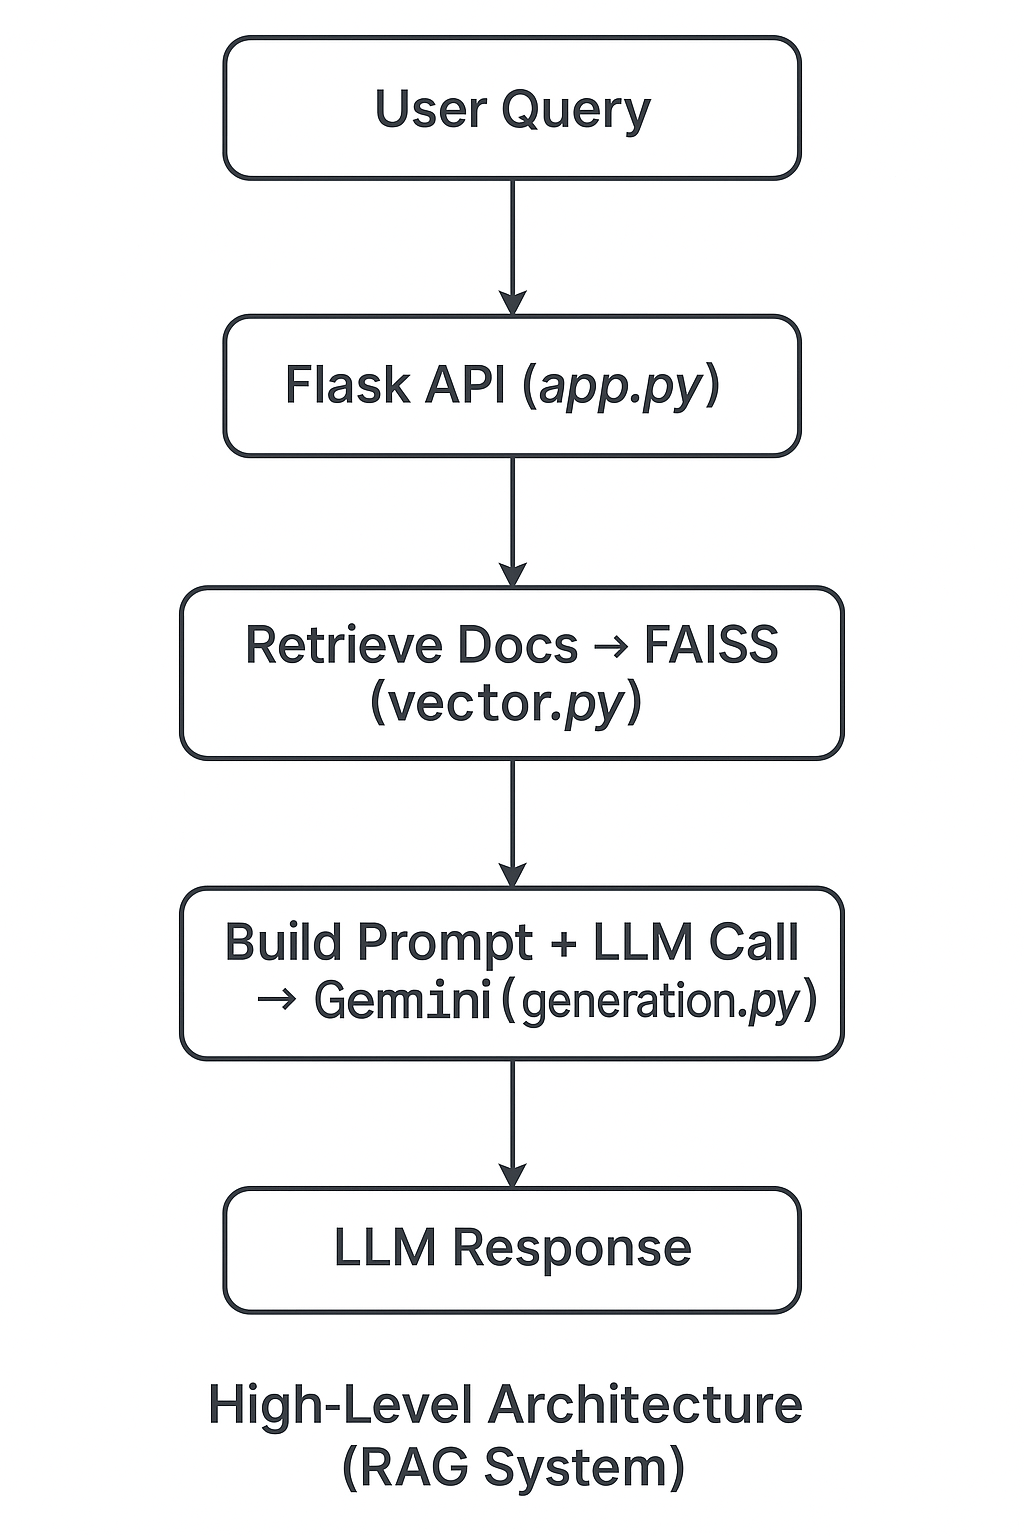 User Query
Flask API (app.py)
Retrieve Docs → FAISS
(vector.py)
Build Prompt + LLM Call
→ Gemini (generation.py)
LLM Response
High-Level Architecture
(RAG System)